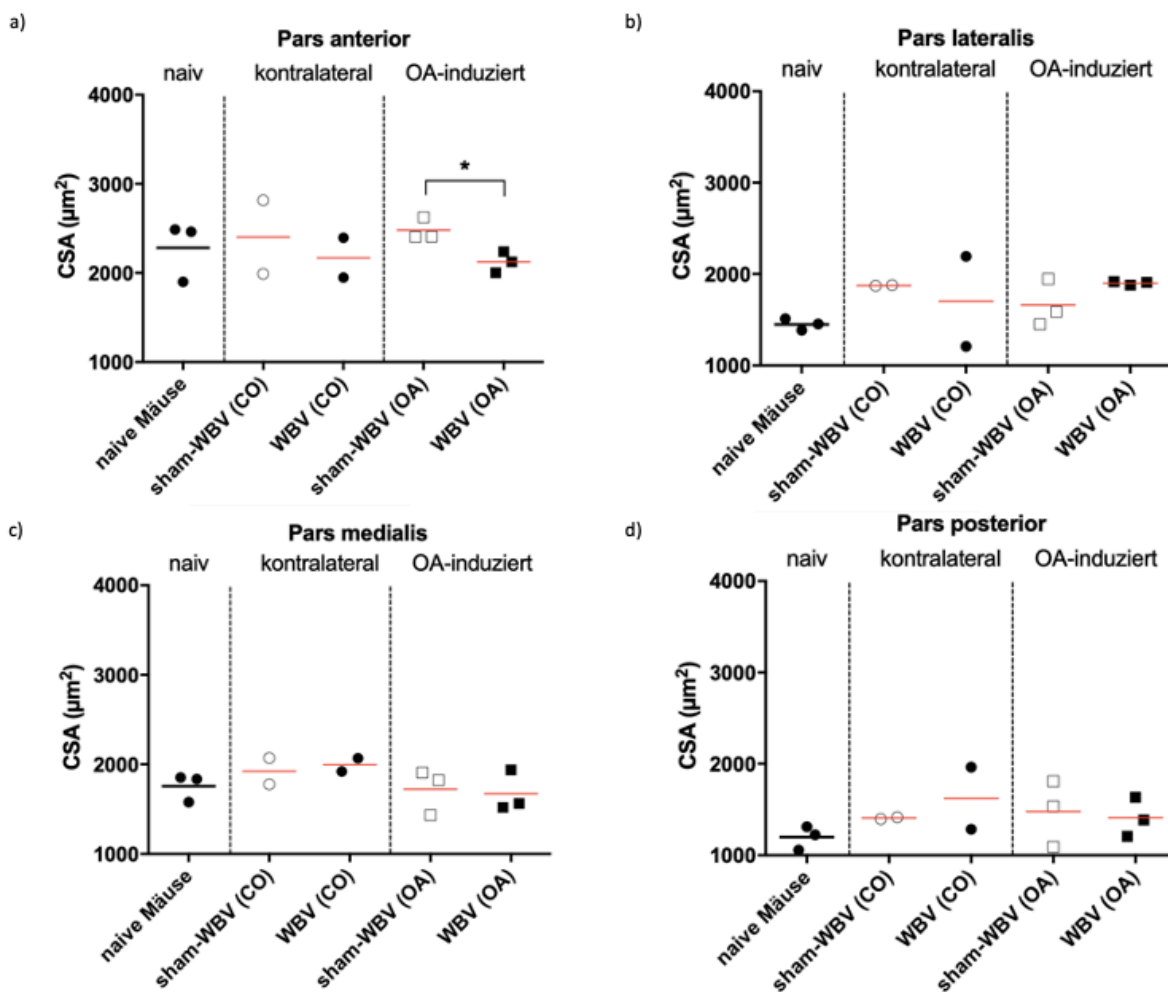 a)
Pars anterior
naiv kontralateral OA-induziert
4000
3000
2000
1000
CSA (µm²)
*
naive Mäuse
sham-WBV (CO)
WBV (CO)
sham-WBV (OA)
WBV (OA)
b)
Pars lateralis
naiv kontralateral OA-induziert
4000
3000
2000
1000
CSA (µm²)
naive Mäuse
sham-WBV (CO)
WBV (CO)
sham-WBV (OA)
WBV (OA)
c)
Pars medialis
naiv kontralateral OA-induziert
4000
3000
2000
1000
CSA (µm²)
naive Mäuse
sham-WBV (CO)
WBV (CO)
sham-WBV (OA)
WBV (OA)
d)
Pars posterior
naiv kontralateral OA-induziert
4000
3000
2000
1000
CSA (µm²)
naive Mäuse
sham-WBV (CO)
WBV (CO)
sham-WBV (OA)
WBV (OA)